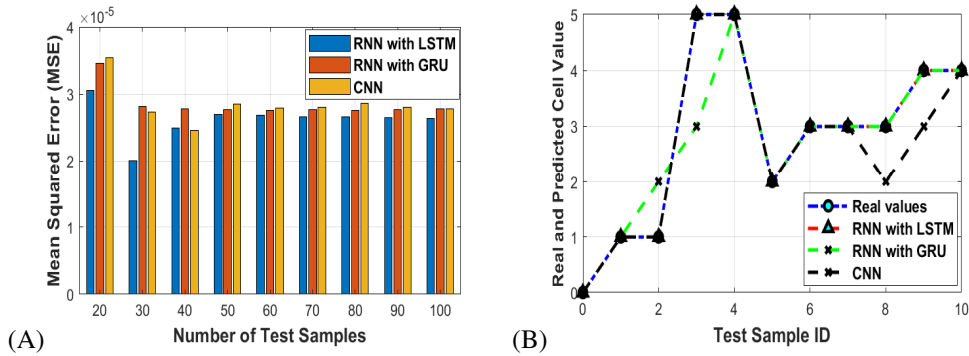 ×10⁻⁵
4
3
2
1
0
Mean Squared Error (MSE)
RNN with LSTM
RNN with GRU
CNN
20 30 40 50 60 70 80 90 100
Number of Test Samples
(A)
5
4
3
2
1
0
Real and Predicted Cell Value
Real values
RNN with LSTM
RNN with GRU
CNN
0 2 4 6 8 10
Test Sample ID
(B)